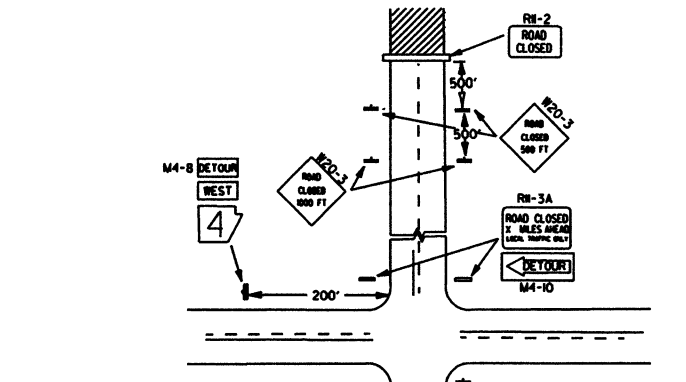 R11-2
ROAD
CLOSED
500'
500'
W20-3
ROAD
CLOSED
500 FT
W20-3
ROAD
CLOSED
1000 FT
M4-8 DETOUR
WEST
4
R11-3A
ROAD CLOSED
X MILES AHEAD
LOCAL TRAFFIC ONLY
DETOUR
M4-10
200'